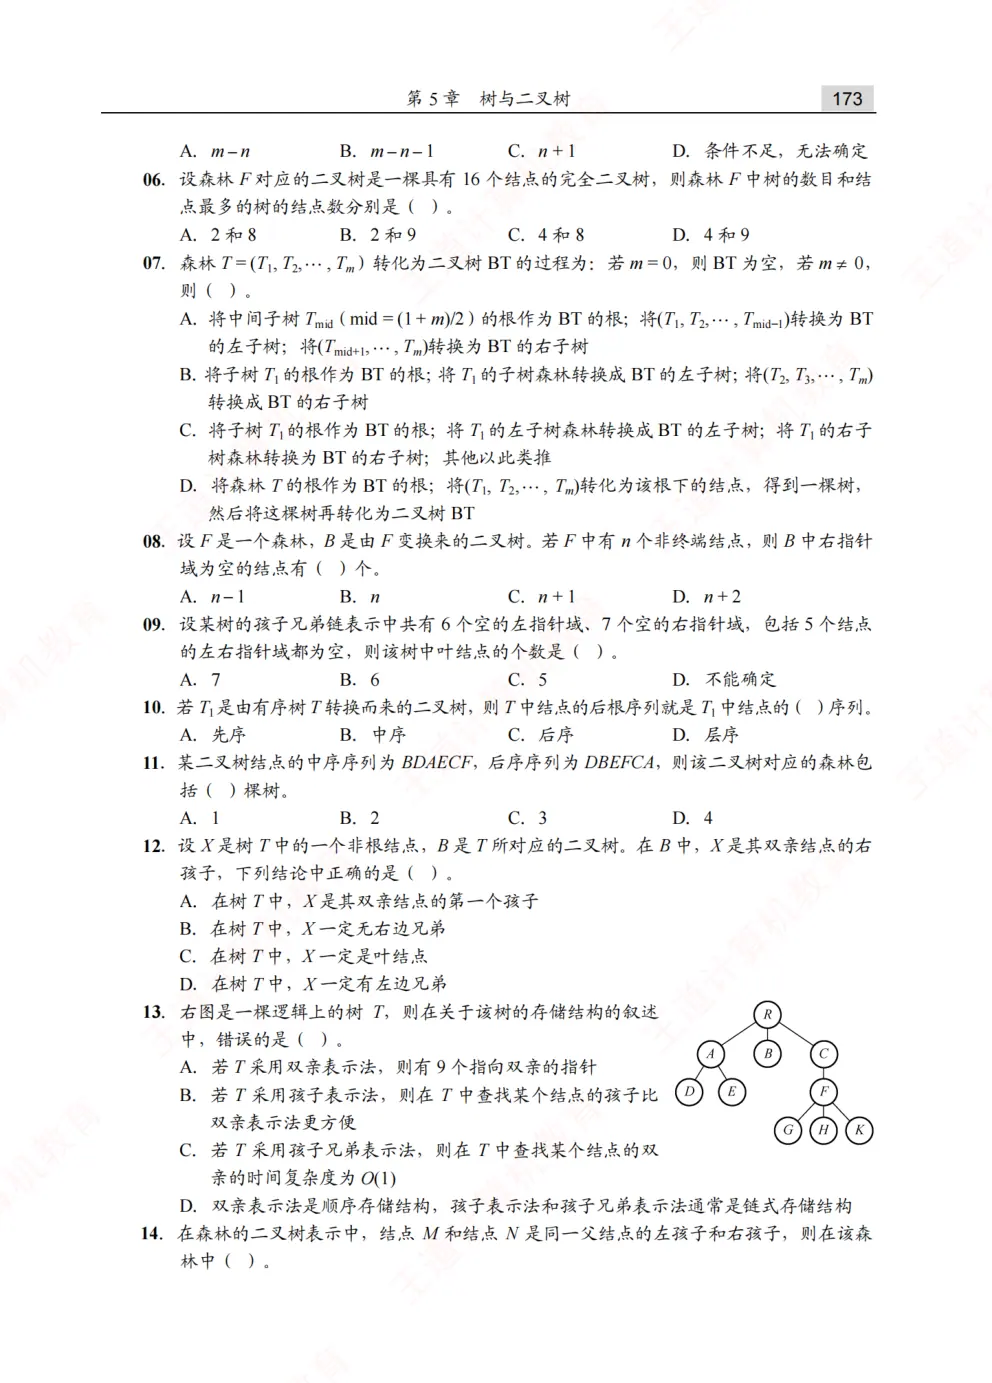 第 5 章 树与二叉树 173
A. m − n B. m − n − 1 C. n + 1 D. 条件不足，无法确定
06. 设森林 F 对应的二叉树是一棵具有 16 个结点的完全二叉树，则森林 F 中树的数目和结
点最多的树的结点数分别是（ ）。
A. 2 和 8 B. 2 和 9 C. 4 和 8 D. 4 和 9
07. 森林 T = (T1, T2, ⋯ , Tm）转化为二叉树 BT 的过程为：若 m = 0，则 BT 为空，若 m ≠ 0，
则（ ）。
A. 将中间子树 Tmid（mid = (1 + m)/2）的根作为 BT 的根；将(T1, T2, ⋯ , Tmid−1)转换为 BT
的左子树；将(Tmid+1, ⋯ , Tm)转换为 BT 的右子树
B. 将子树 T1 的根作为 BT 的根；将 T1 的子树森林转换成 BT 的左子树；将(T2, T3, ⋯ , Tm)
转换成 BT 的右子树
C. 将子树 T1 的根作为 BT 的根；将 T1 的左子树森林转换成 BT 的左子树；将 T1 的右子
树森林转换为 BT 的右子树；其他以此类推
D. 将森林 T 的根作为 BT 的根；将(T1, T2, ⋯ , Tm)转化为该根下的结点，得到一棵树，
然后将这棵树再转化为二叉树 BT
08. 设 F 是一个森林，B 是由 F 变换来的二叉树。若 F 中有 n 个非终端结点，则 B 中右指针
域为空的结点有（ ）个。
A. n − 1 B. n C. n + 1 D. n + 2
09. 设某树的孩子兄弟链表示中共有 6 个空的左指针域、7 个空的右指针域，包括 5 个结点
的左右指针域都为空，则该树中叶结点的个数是（ ）。
A. 7 B. 6 C. 5 D. 不能确定
10. 若 T1 是由有序树 T 转换而来的二叉树，则 T 中结点的后根序列就是 T1 中结点的（ ）序列。
A. 先序 B. 中序 C. 后序 D. 层序
11. 某二叉树结点的中序序列为 BDAECF，后序序列为 DBEFCA，则该二叉树对应的森林包
括（ ）棵树。
A. 1 B. 2 C. 3 D. 4
12. 设 X 是树 T 中的一个非根结点，B 是 T 所对应的二叉树。在 B 中，X 是其双亲结点的右
孩子，下列结论中正确的是（ ）。
A. 在树 T 中，X 是其双亲结点的第一个孩子
B. 在树 T 中，X 一定无右边兄弟
C. 在树 T 中，X 一定是叶结点
D. 在树 T 中，X 一定有左边兄弟
13. 右图是一棵逻辑上的树 T，则在关于该树的存储结构的叙述
中，错误的是（ ）。
A. 若 T 采用双亲表示法，则有 9 个指向双亲的指针
B. 若 T 采用孩子表示法，则在 T 中查找某个结点的孩子比
双亲表示法更方便
C. 若 T 采用孩子兄弟表示法，则在 T 中查找某个结点的双
亲的时间复杂度为 O(1)
D. 双亲表示法是顺序存储结构，孩子表示法和孩子兄弟表示法通常是链式存储结构
R
A B C
D E F
G H K
14. 在森林的二叉树表示中，结点 M 和结点 N 是同一父结点的左孩子和右孩子，则在该森
林中（ ）。
王道计算机教育